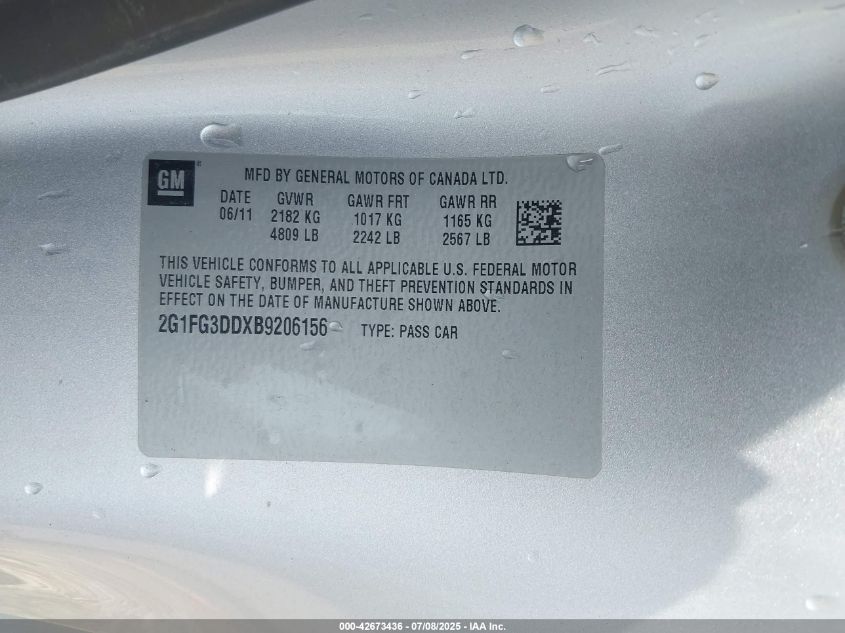 GM ® MFD BY GENERAL MOTORS OF CANADA LTD.
DATE GVWR GAWR FRT GAWR RR
06/11 2182 KG 1017 KG 1165 KG
4809 LB 2242 LB 2567 LB
THIS VEHICLE CONFORMS TO ALL APPLICABLE U.S. FEDERAL MOTOR
VEHICLE SAFETY, BUMPER, AND THEFT PREVENTION STANDARDS IN
EFFECT ON THE DATE OF MANUFACTURE SHOWN ABOVE.
2G1FG3DDXB9206156 TYPE: PASS CAR
000-42673436 - 07/08/2025 - IAA Inc.